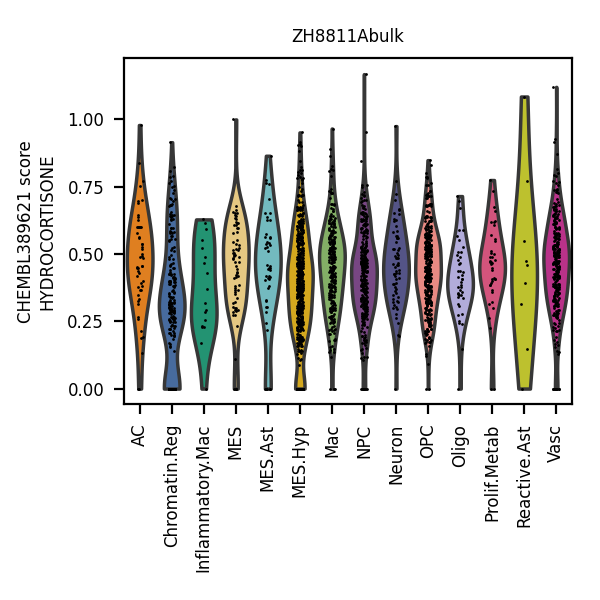 ZH8811Abulk
CHEMBL389621 score
HYDROCORTISONE
1.00
0.75
0.50
0.25
0.00
AC
Chromatin.Reg
Inflammatory.Mac
MES
MES.Ast
MES.Hyp
Mac
NPC
Neuron
OPC
Oligo
Prolif.Metab
Reactive.Ast
Vasc